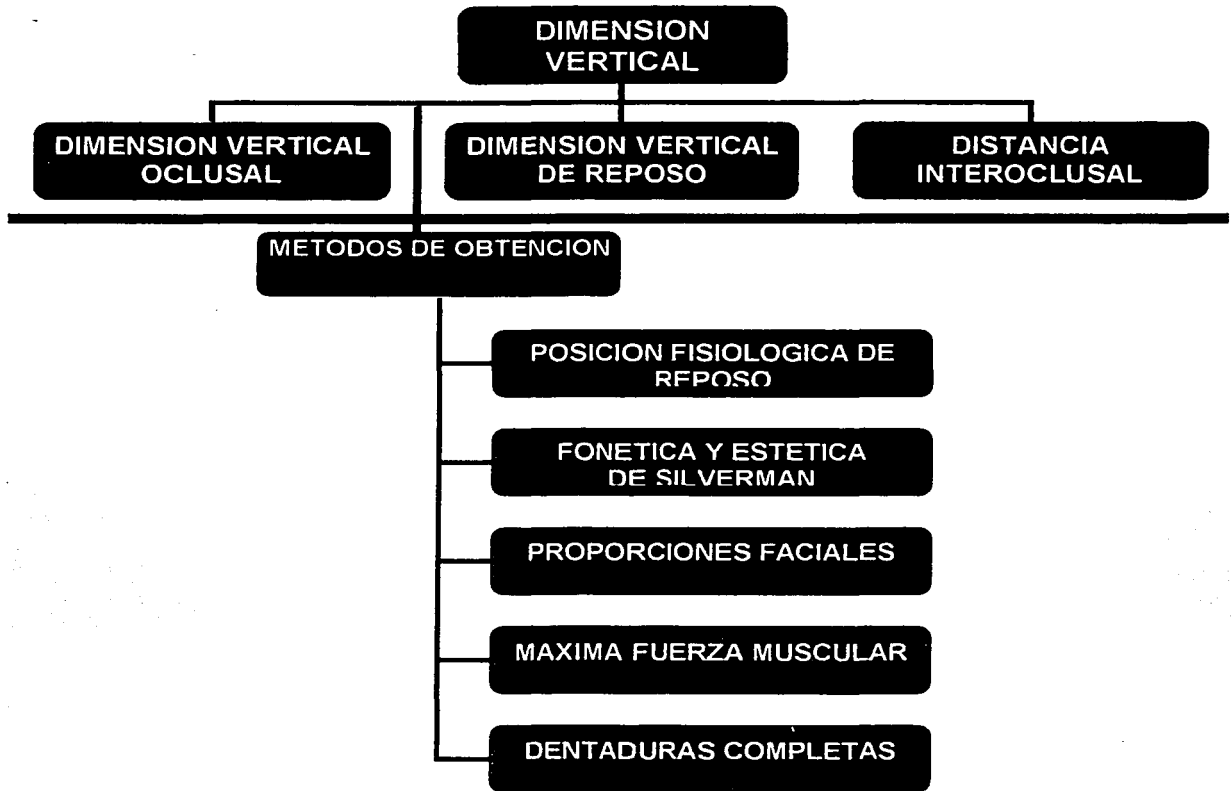 DIMENSION
VERTICAL
DIMENSION VERTICAL
OCLUSAL
DIMENSION VERTICAL
DE REPOSO
DISTANCIA
INTEROCLUSAL
METODOS DE OBTENCION
POSICION FISIOLOGICA DE
REPOSO
FONETICA Y ESTETICA
DE SILVERMAN
PROPORCIONES FACIALES
MAXIMA FUERZA MUSCULAR
DENTADURAS COMPLETAS